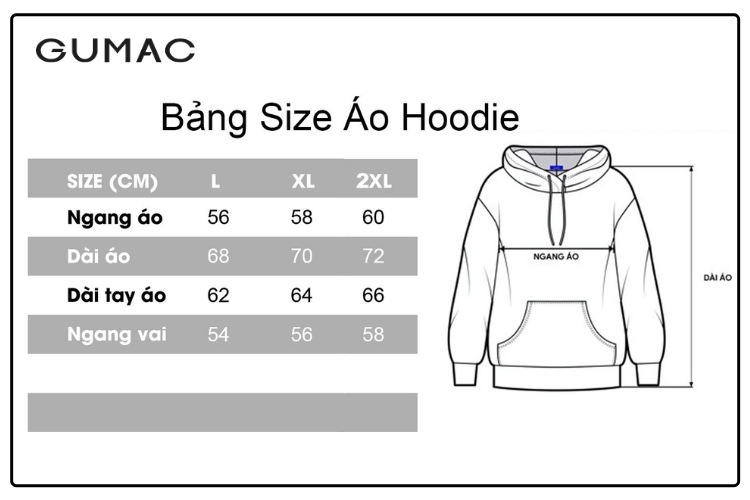 GUMAC
Bảng Size Áo Hoodie
SIZE (CM) L XL 2XL
Ngang áo 56 58 60
Dài áo 68 70 72
Dài tay áo 62 64 66
Ngang vai 54 56 58
NGANG ÁO
DÀI ÁO